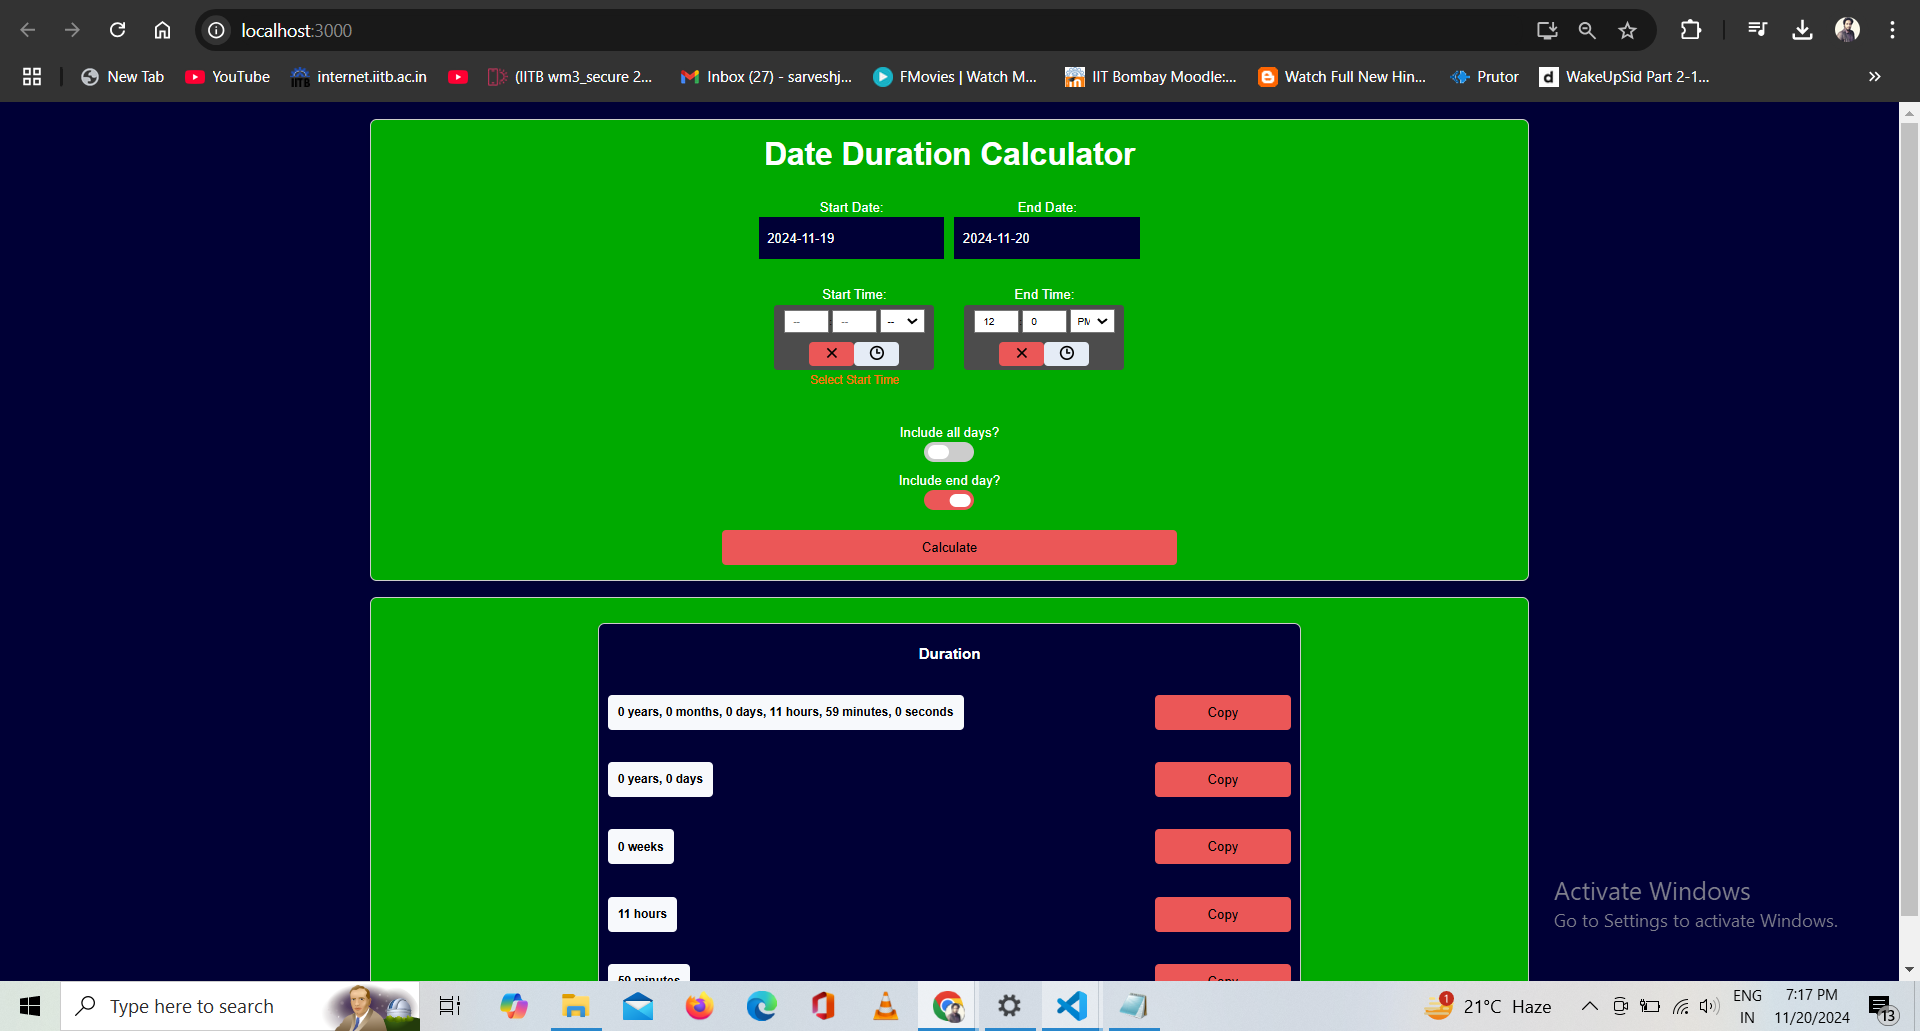 localhost:3000
New Tab
YouTube
internet.iitb.ac.in
(IITB wm3_secure 2...
Inbox (27) - sarveshj...
FMovies | Watch M...
IIT Bombay Moodle:...
Watch Full New Hin...
Prutor
WakeUpSid Part 2-1...
Date Duration Calculator
Start Date:
End Date:
2024-11-19
2024-11-20
Start Time:
End Time:
-- : -- --
12 : 0 PM
Select Start Time
Include all days?
Include end day?
Calculate
Duration
0 years, 0 months, 0 days, 11 hours, 59 minutes, 0 seconds
Copy
0 years, 0 days
Copy
0 weeks
Copy
11 hours
Copy
59 minutes
Copy
Activate Windows
Go to Settings to activate Windows.
Type here to search
1
21°C Haze
ENG
IN
7:17 PM
11/20/2024
13